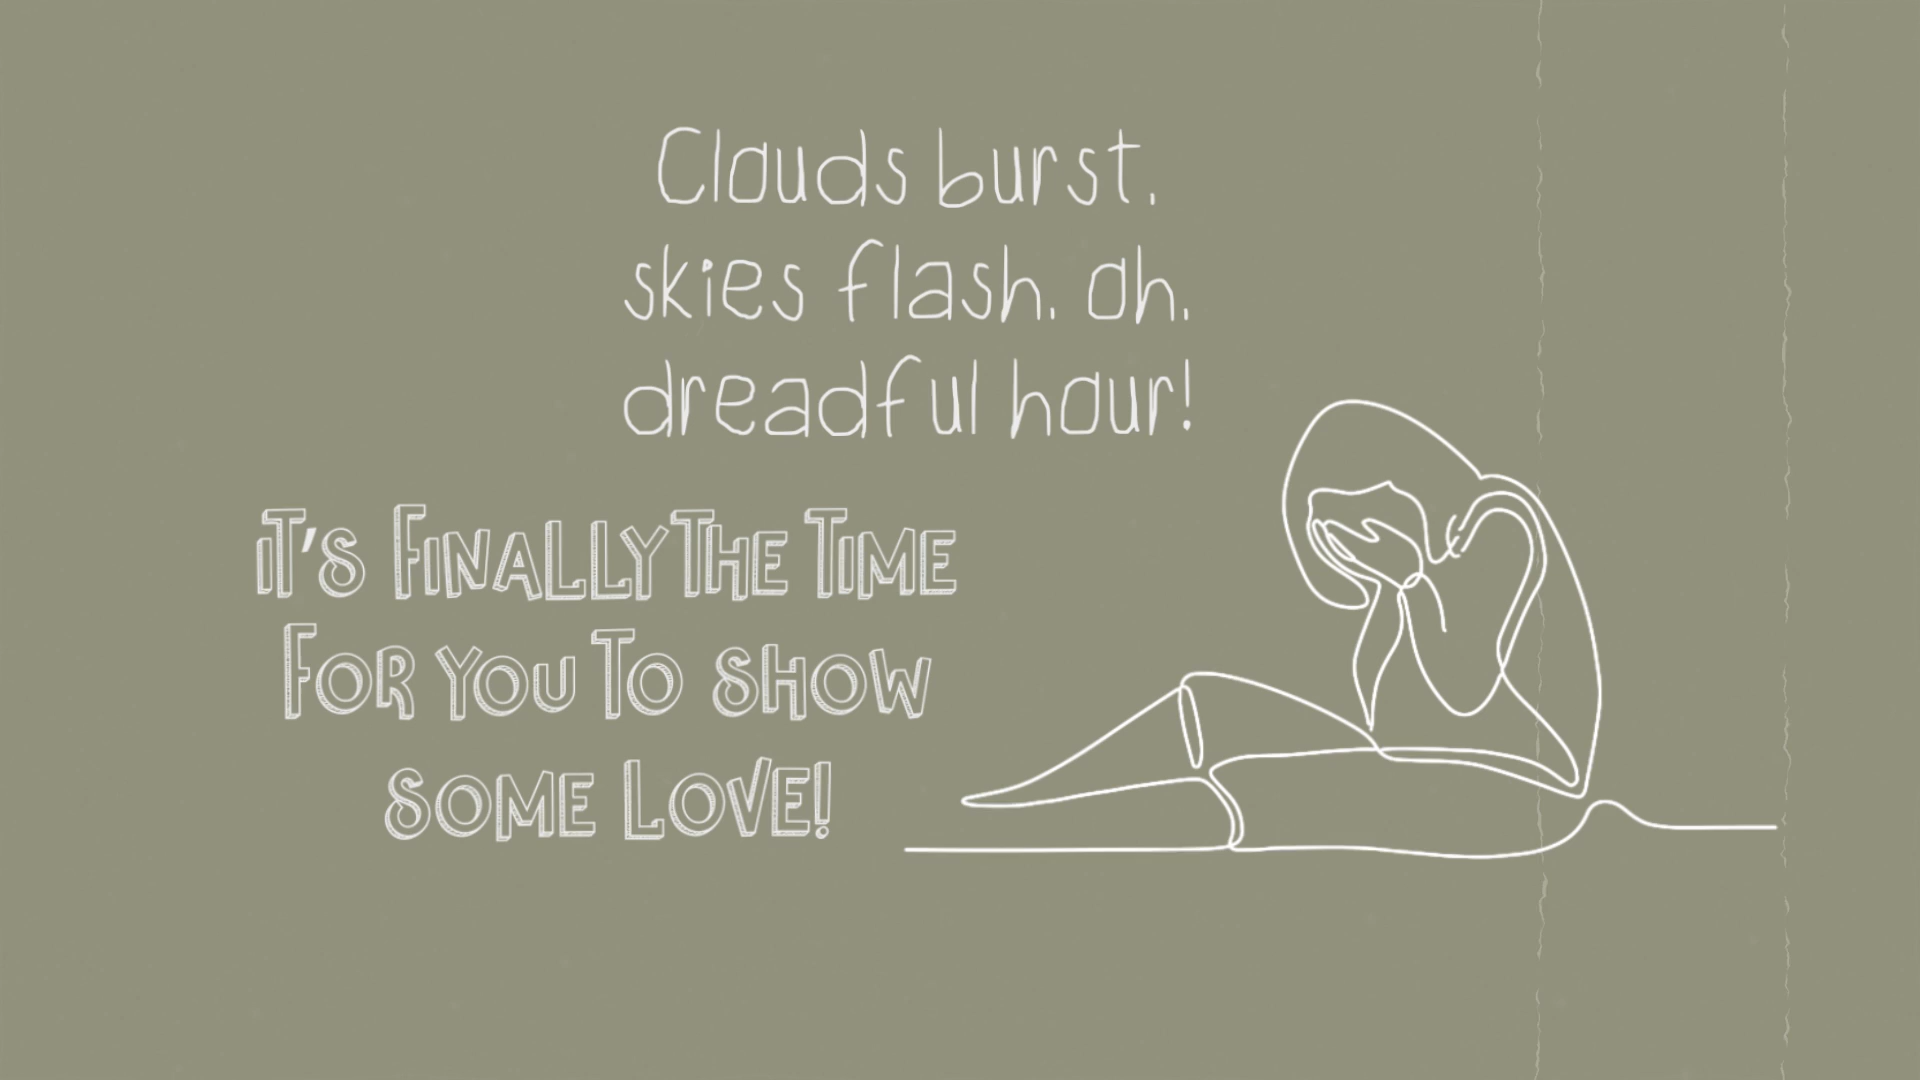 Clouds burst,
skies flash, oh,
dreadful hour!
iT'S FINALLY THE TIME
FOR YOU TO SHOW
SOME LOVE!